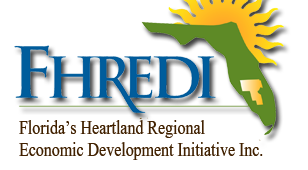 FHREDI
Florida's Heartland Regional
Economic Development Initiative Inc.